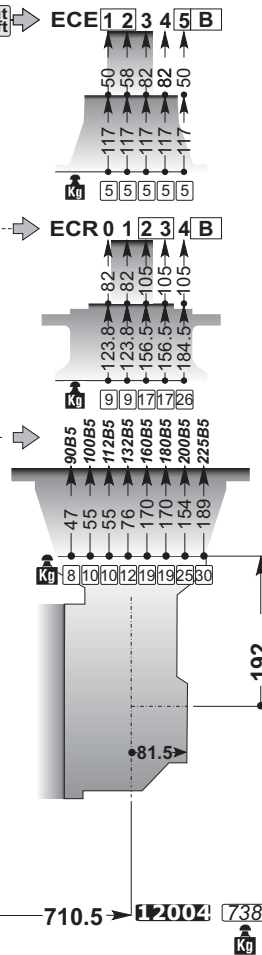 ECE 1 2 3 4 5 B
50 58 82 82 50
117 117 117 117 117
Kg 5 5 5 5 5
ECR 0 1 2 3 4 B
82 82 105 105 105
123.8 123.8 156.5 156.5 184.5
Kg 9 9 17 17 26
90B5 100B5 112B5 132B5 160B5 180B5 200B5 225B5
47 55 55 76 170 170 154 189
Kg 8 10 10 12 19 19 25 30
192
81.5
710.5 12004 738
Kg